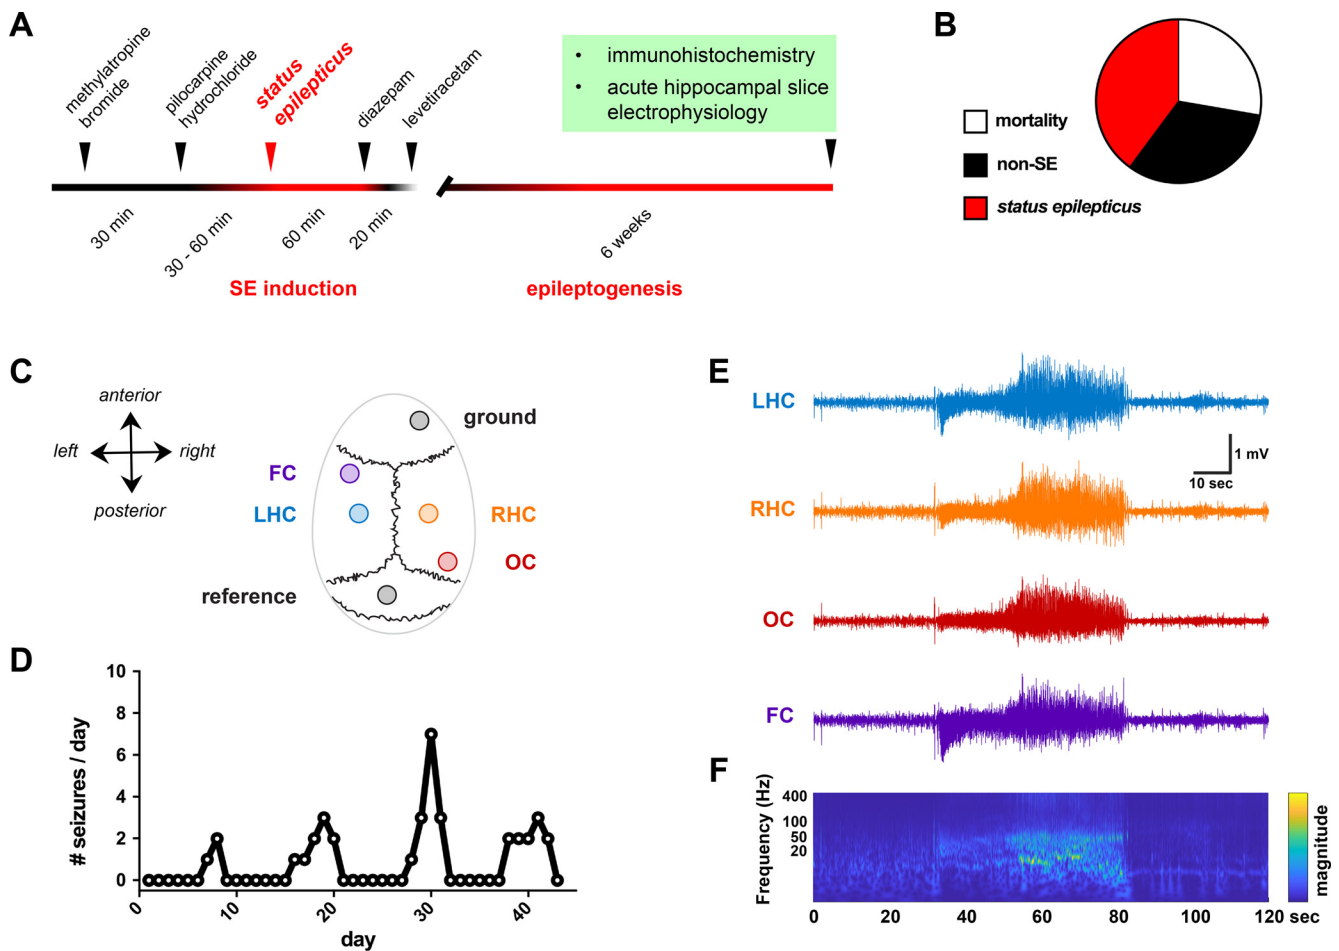 A
methylatropine
bromide
pilocarpine
hydrochloride
status
epilepticus
diazepam
levetiracetam
• immunohistochemistry
• acute hippocampal slice
electrophysiology
30 min
30 - 60 min
60 min
20 min
6 weeks
SE induction
epileptogenesis
B
mortality
non-SE
status epilepticus
C
anterior
left
right
posterior
ground
FC
LHC
RHC
OC
reference
D
# seizures / day
10
8
6
4
2
0
0
10
20
30
40
day
E
LHC
1 mV
10 sec
RHC
OC
FC
F
Frequency (Hz)
400
100
50
20
0
20
40
60
80
100
120 sec
magnitude